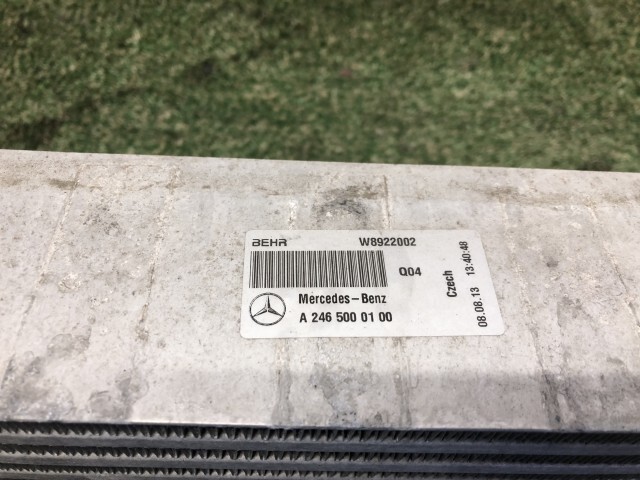 BEHR W8922002
Q04
Mercedes-Benz
A 246 500 01 00
Czech
08.08.13 13:40:48